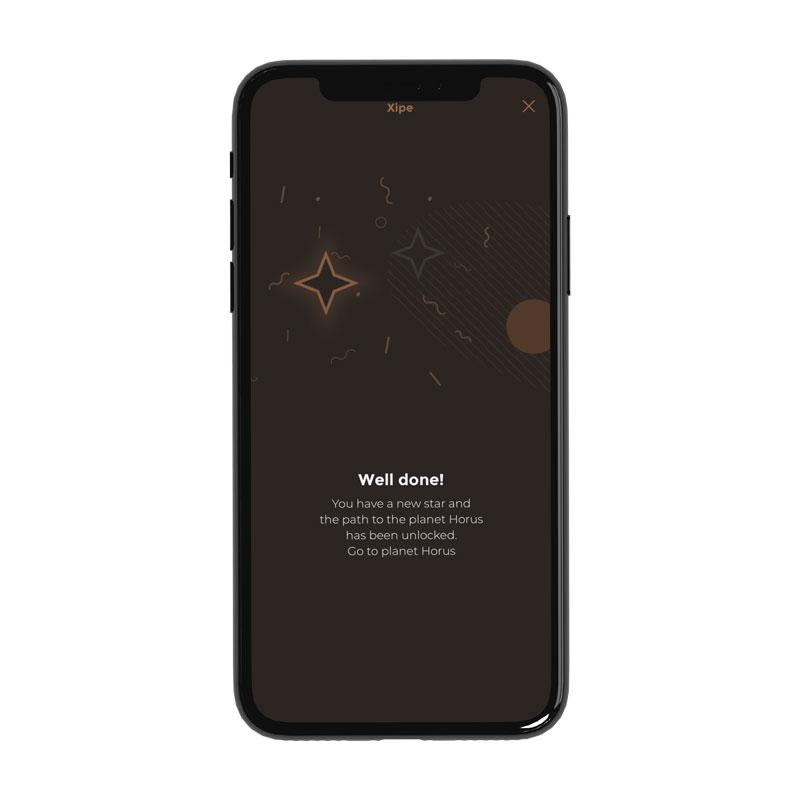 Xipe
Well done!
You have a new star and
the path to the planet Horus
has been unlocked.
Go to planet Horus